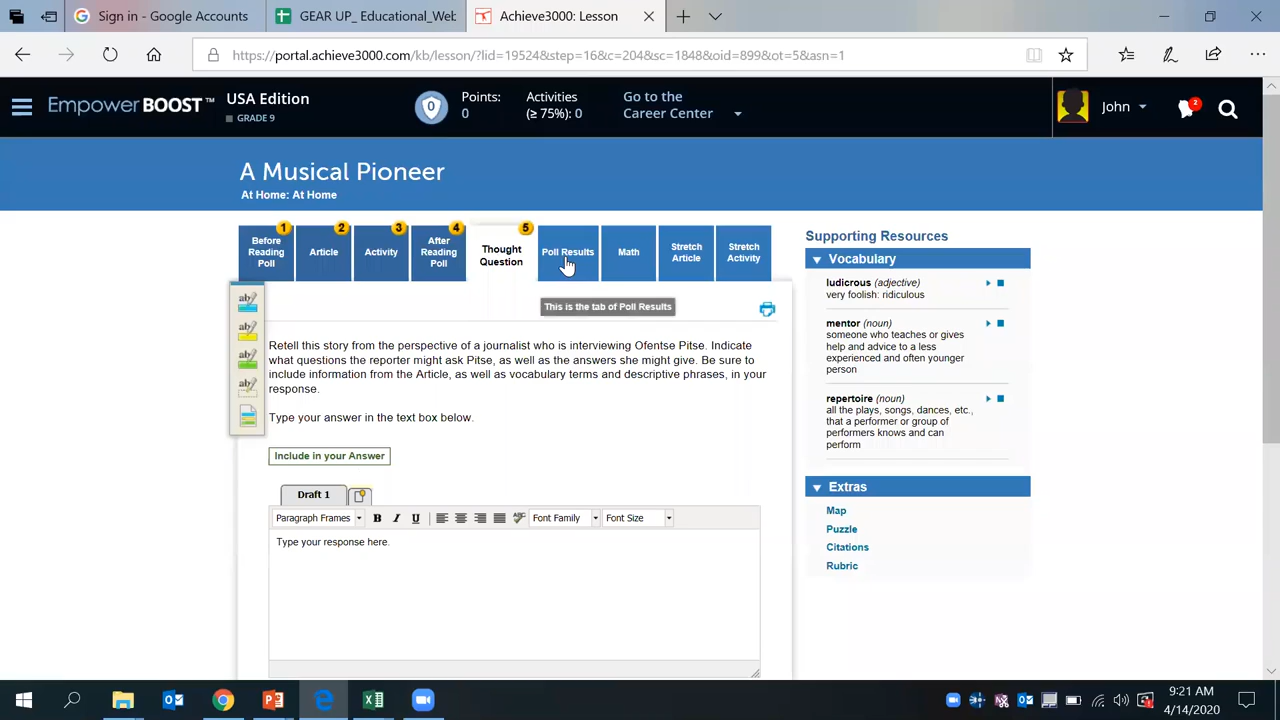 Sign in - Google Accounts
GEAR UP_ Educational_Web
Achieve3000: Lesson
https://portal.achieve3000.com/kb/lesson/?lid=19524&step=16&c=204&sc=1848&oid=899&ot=5&asn=1
EmpowerBOOST™
USA Edition
GRADE 9
0
Points:
0
Activities
(≥ 75%): 0
Go to the
Career Center
John
2
A Musical Pioneer
At Home: At Home
1
Before
Reading
Poll
2
Article
3
Activity
4
After
Reading
Poll
5
Thought
Question
Poll Results
Math
Stretch
Article
Stretch
Activity
This is the tab of Poll Results
Retell this story from the perspective of a journalist who is interviewing Ofentse Pitse. Indicate
what questions the reporter might ask Pitse, as well as the answers she might give. Be sure to
include information from the Article, as well as vocabulary terms and descriptive phrases, in your
response.
Type your answer in the text box below.
Include in your Answer
Draft 1
Paragraph Frames
B I U
ABC
Font Family
Font Size
Type your response here.
Supporting Resources
Vocabulary
ludicrous (adjective)
very foolish: ridiculous
mentor (noun)
someone who teaches or gives
help and advice to a less
experienced and often younger
person
repertoire (noun)
all the plays, songs, dances, etc.,
that a performer or group of
performers knows and can
perform
Extras
Map
Puzzle
Citations
Rubric
9:21 AM
4/14/2020